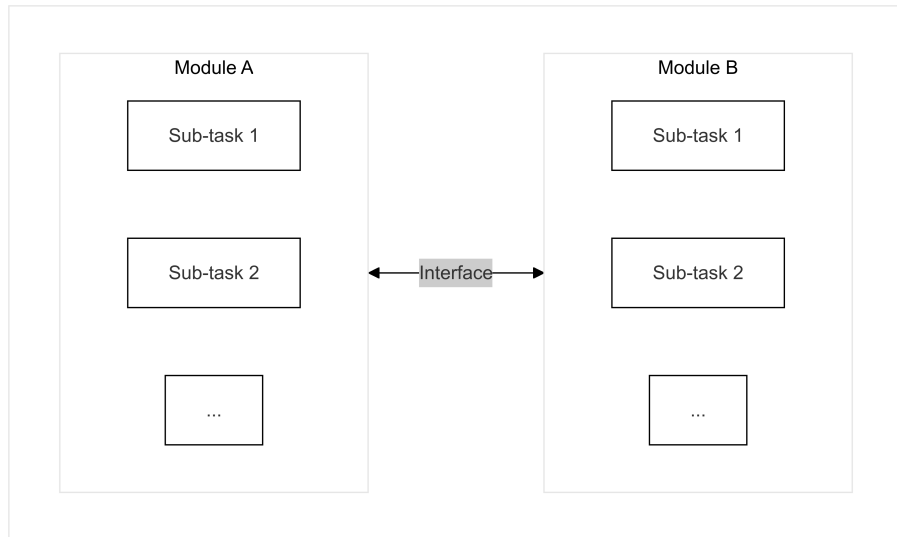 Module A
Sub-task 1
Sub-task 2
...
Interface
Module B
Sub-task 1
Sub-task 2
...